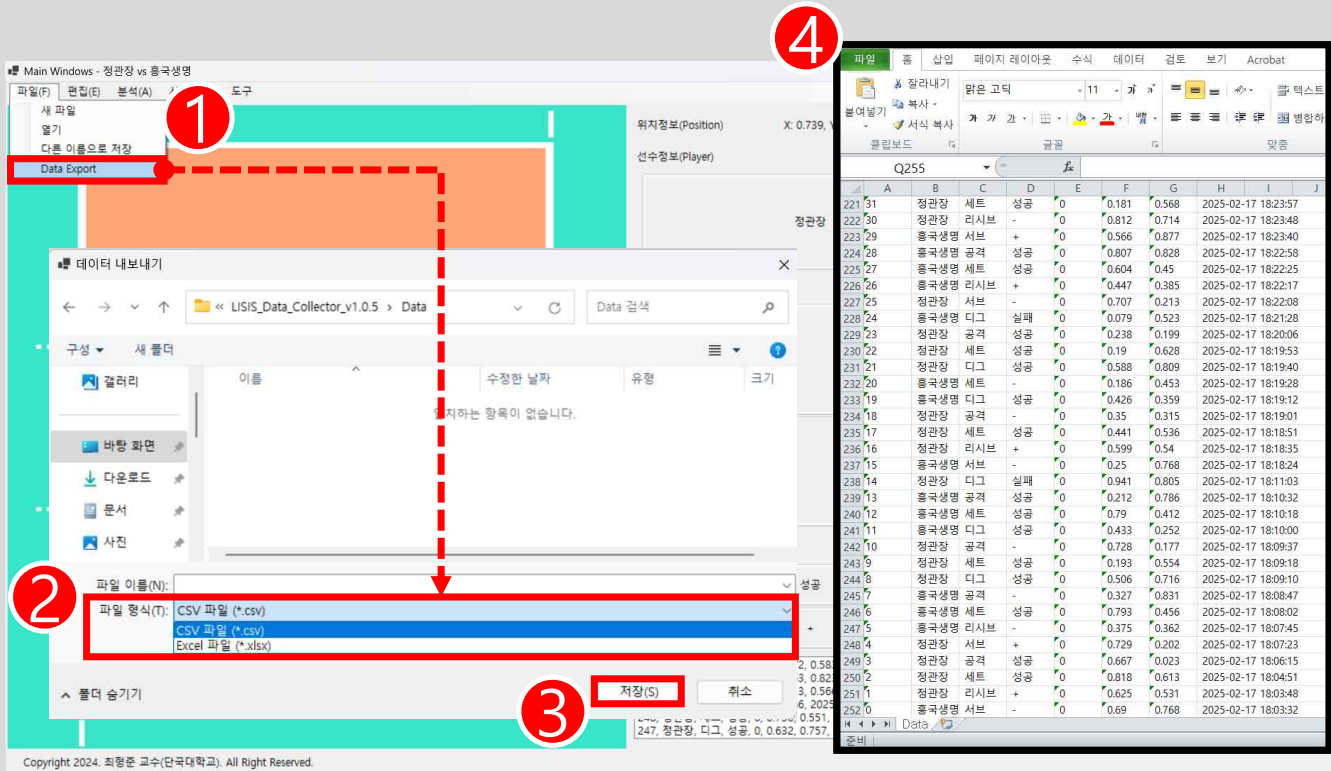 4
Main Windows - 정관장 vs 흥국생명
파일(F) 편집(E) 분석(A) 도구
1
새 파일
열기
다른 이름으로 저장
Data Export
위치정보(Position) X: 0.739,
선수정보(Player)
정관장
데이터 내보내기
« LISIS_Data_Collector_v1.0.5 › Data
Data 검색
구성 새 폴더
갤러리
이름 수정한 날짜 유형 크기
치하는 항목이 없습니다.
바탕 화면
다운로드
문서
사진
2
파일 이름(N):
성공
파일 형식(T): CSV 파일 (*.csv)
CSV 파일 (*.csv)
Excel 파일 (*.xlsx)
+
폴더 숨기기
3
저장(S) 취소
247, 정관장, 디그, 성공, 0, 0.632, 0.757,
Copyright 2024. 최형준 교수(단국대학교). All Right Reserved.
파일 홈 삽입 페이지 레이아웃 수식 데이터 검토 보기 Acrobat
붙여넣기
잘라내기
복사
서식 복사
맑은 고딕 11
가 가 가
텍스트
병합하
클립보드 글꼴 맞춤
Q255 fx
A B C D E F G H I J
221 31 정관장 세트 성공 0 0.181 0.568 2025-02-17 18:23:57
222 30 정관장 리시브 - 0 0.812 0.714 2025-02-17 18:23:48
223 29 흥국생명 서브 + 0 0.566 0.877 2025-02-17 18:23:40
224 28 흥국생명 공격 성공 0 0.807 0.828 2025-02-17 18:22:58
225 27 흥국생명 세트 성공 0 0.604 0.45 2025-02-17 18:22:25
226 26 흥국생명 리시브 + 0 0.447 0.385 2025-02-17 18:22:17
227 25 정관장 서브 - 0 0.707 0.213 2025-02-17 18:22:08
228 24 흥국생명 디그 실패 0 0.079 0.523 2025-02-17 18:21:28
229 23 정관장 공격 성공 0 0.238 0.199 2025-02-17 18:20:06
230 22 정관장 세트 성공 0 0.19 0.628 2025-02-17 18:19:53
231 21 정관장 디그 성공 0 0.588 0.809 2025-02-17 18:19:40
232 20 흥국생명 세트 - 0 0.186 0.453 2025-02-17 18:19:28
233 19 흥국생명 디그 성공 0 0.426 0.359 2025-02-17 18:19:12
234 18 정관장 공격 - 0 0.35 0.315 2025-02-17 18:19:01
235 17 정관장 세트 성공 0 0.441 0.536 2025-02-17 18:18:51
236 16 정관장 리시브 + 0 0.599 0.54 2025-02-17 18:18:35
237 15 흥국생명 서브 - 0 0.25 0.768 2025-02-17 18:18:24
238 14 정관장 디그 실패 0 0.941 0.805 2025-02-17 18:11:03
239 13 흥국생명 공격 성공 0 0.212 0.786 2025-02-17 18:10:32
240 12 흥국생명 세트 성공 0 0.79 0.412 2025-02-17 18:10:18
241 11 흥국생명 디그 성공 0 0.433 0.252 2025-02-17 18:10:00
242 10 정관장 공격 - 0 0.728 0.177 2025-02-17 18:09:37
243 9 정관장 세트 성공 0 0.193 0.554 2025-02-17 18:09:18
244 8 정관장 디그 성공 0 0.506 0.716 2025-02-17 18:09:10
245 7 흥국생명 공격 - 0 0.327 0.831 2025-02-17 18:08:47
246 6 흥국생명 세트 성공 0 0.793 0.456 2025-02-17 18:08:02
247 5 흥국생명 리시브 - 0 0.375 0.362 2025-02-17 18:07:45
248 4 정관장 서브 + 0 0.729 0.202 2025-02-17 18:07:23
249 3 정관장 공격 성공 0 0.667 0.023 2025-02-17 18:06:15
250 2 정관장 세트 성공 0 0.818 0.613 2025-02-17 18:04:51
251 1 정관장 리시브 + 0 0.625 0.531 2025-02-17 18:03:48
252 0 흥국생명 서브 - 0 0.69 0.768 2025-02-17 18:03:32
Data
준비